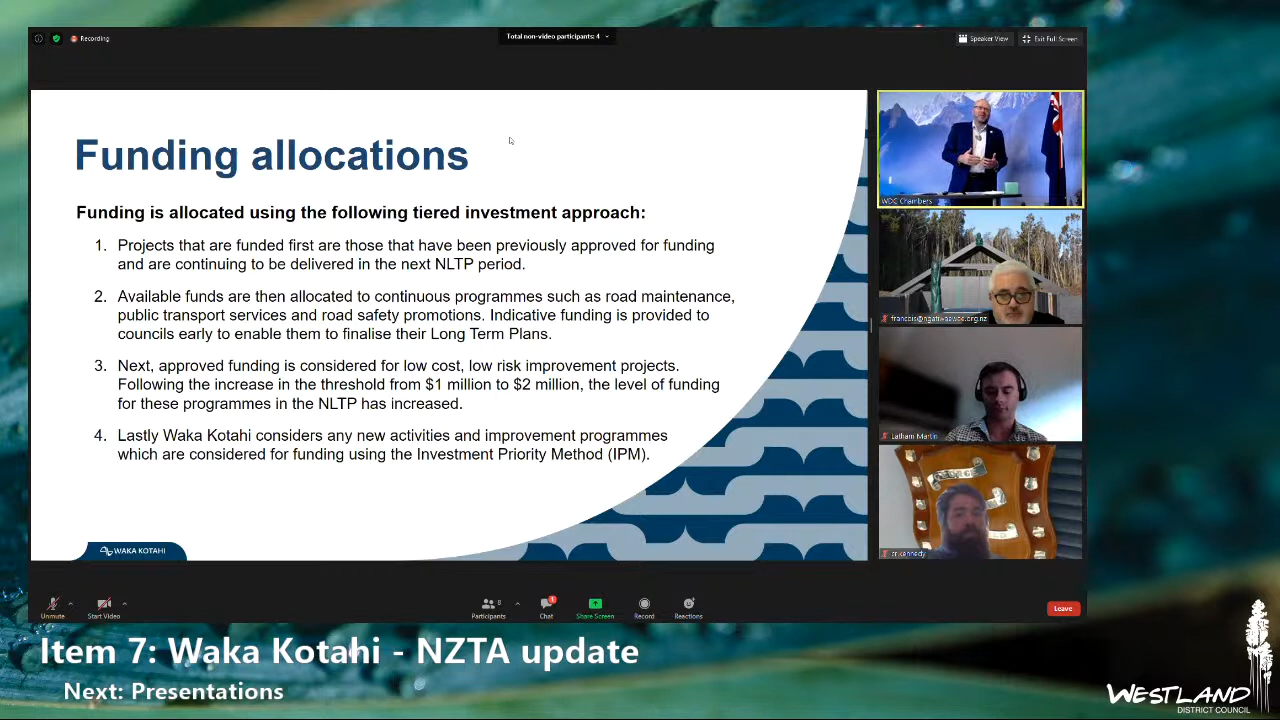 Recording
Total non-video participants: 4
Speaker View
Exit Full Screen
Funding allocations
Funding is allocated using the following tiered investment approach:
1. Projects that are funded first are those that have been previously approved for funding
and are continuing to be delivered in the next NLTP period.
2. Available funds are then allocated to continuous programmes such as road maintenance,
public transport services and road safety promotions. Indicative funding is provided to
councils early to enable them to finalise their Long Term Plans.
3. Next, approved funding is considered for low cost, low risk improvement projects.
Following the increase in the threshold from $1 million to $2 million, the level of funding
for these programmes in the NLTP has increased.
4. Lastly Waka Kotahi considers any new activities and improvement programmes
which are considered for funding using the Investment Priority Method (IPM).
WAKA KOTAHI
WDC Chambers
francois@ngatiwaewae.org.nz
Latham Martin
cr.kennedy
Unmute
Start Video
8
Participants
1
Chat
Share Screen
Record
Reactions
Leave
Item 7: Waka Kotahi - NZTA update
Next: Presentations
WESTLAND
DISTRICT COUNCIL